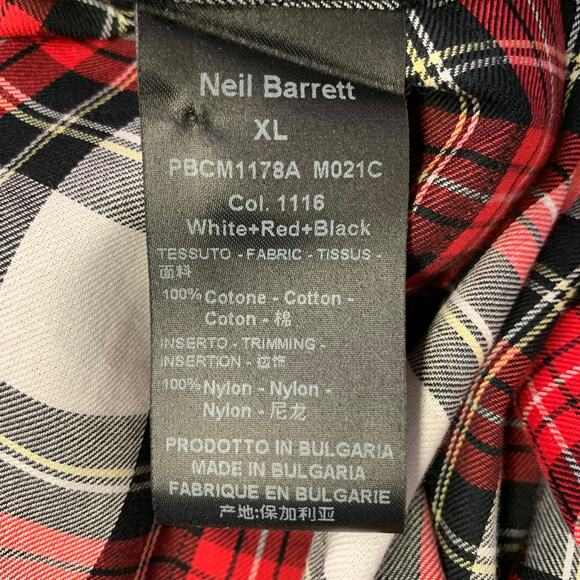 Neil Barrett
XL
PBCM1178A M021C
Col. 1116
White+Red+Black
TESSUTO - FABRIC - TISSUS -
面料
100% Cotone - Cotton -
Coton - 棉
INSERTO - TRIMMING -
INSERTION - 边饰
100% Nylon - Nylon -
Nylon - 尼龙
PRODOTTO IN BULGARIA
MADE IN BULGARIA
FABRIQUE EN BULGARIE
产地:保加利亚